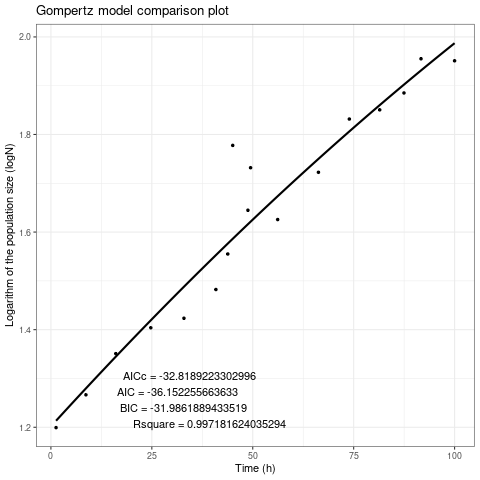 Gompertz model comparison plot
Logarithm of the population size (logN)
2.0
1.8
1.6
1.4
1.2
AICc = -32.8189223302996
AIC = -36.152255663633
BIC = -31.9861889433519
Rsquare = 0.997181624035294
0
25
50
75
100
Time (h)